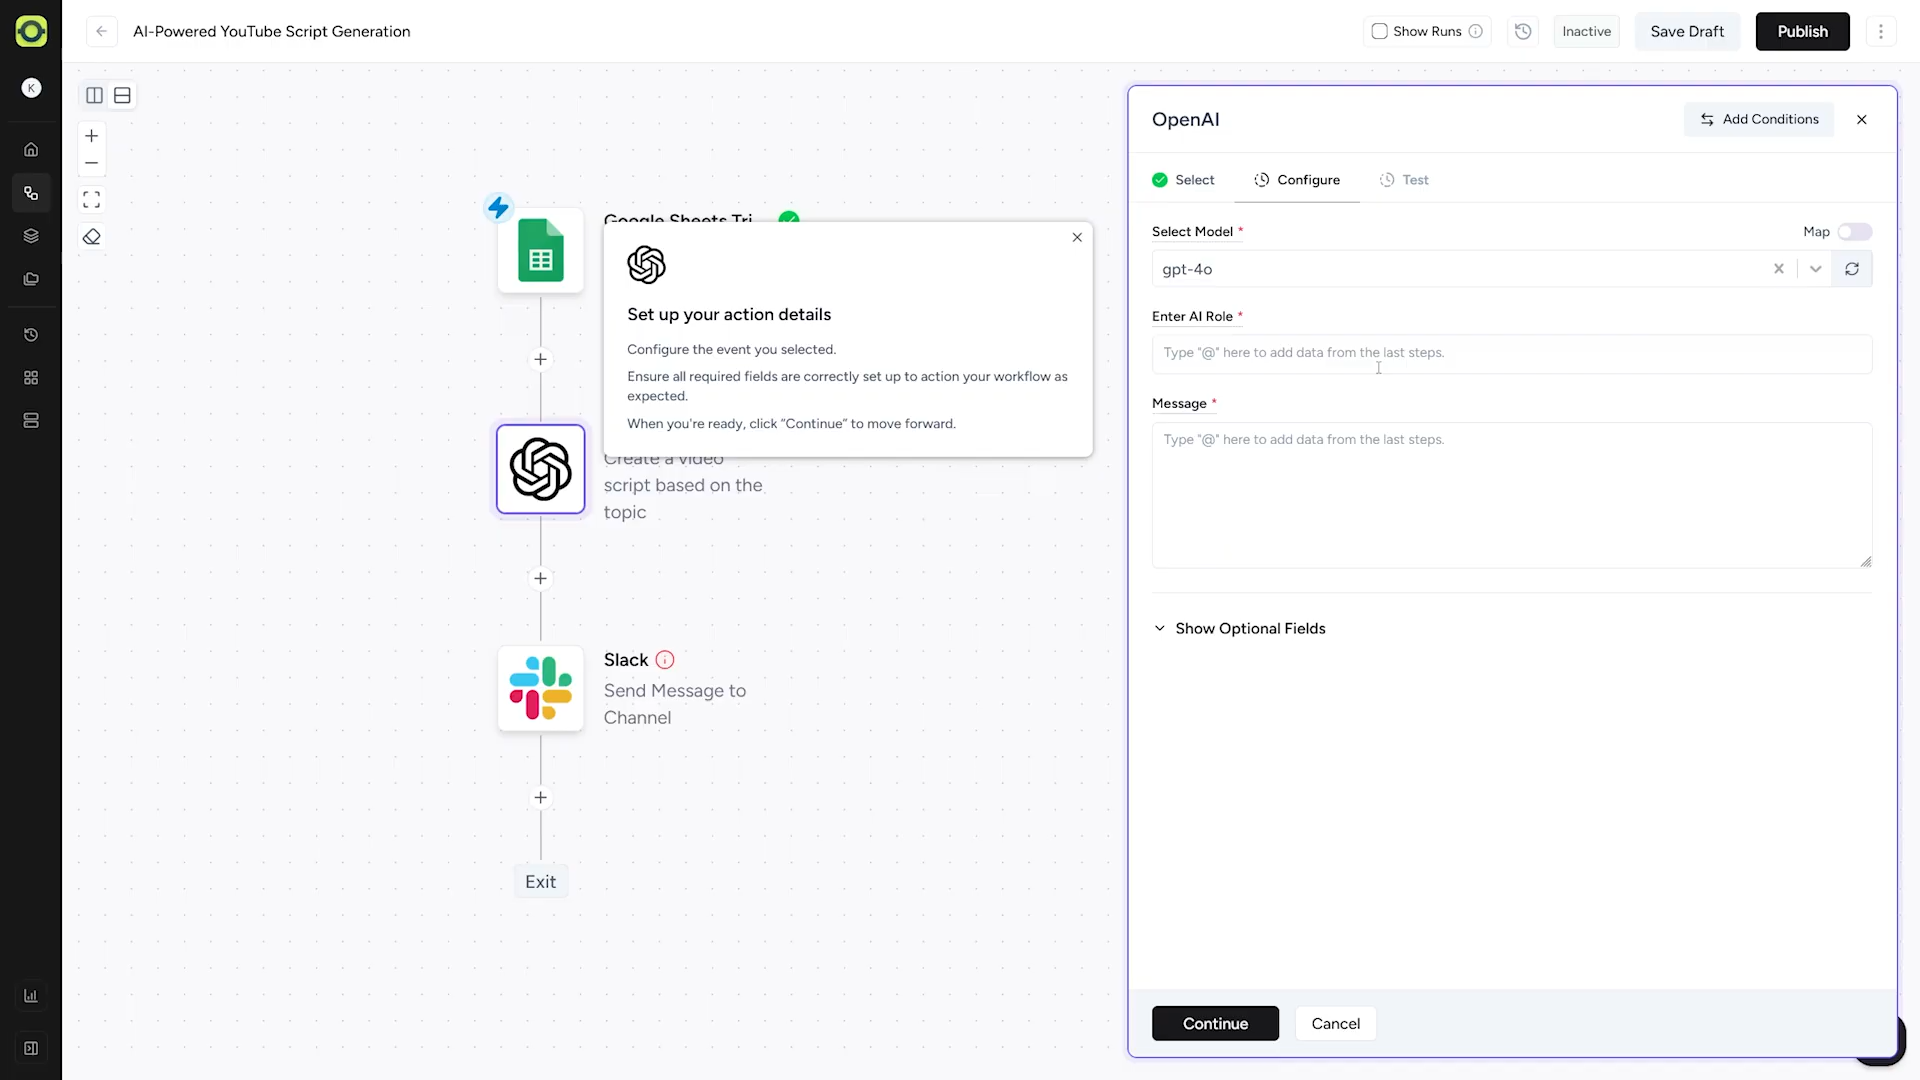 AI-Powered YouTube Script Generation
Show Runs
Inactive
Save Draft
Publish
K
OpenAI
Add Conditions
Select
Configure
Test
Select Model *
Map
gpt-4o
Enter AI Role *
Type "@" here to add data from the last steps.
Message *
Type "@" here to add data from the last steps.
Show Optional Fields
Continue
Cancel
Google Sheets Tri...
Set up your action details
Configure the event you selected.
Ensure all required fields are correctly set up to action your workflow as
expected.
When you're ready, click “Continue” to move forward.
Create a video
script based on the
topic
Slack
Send Message to
Channel
Exit